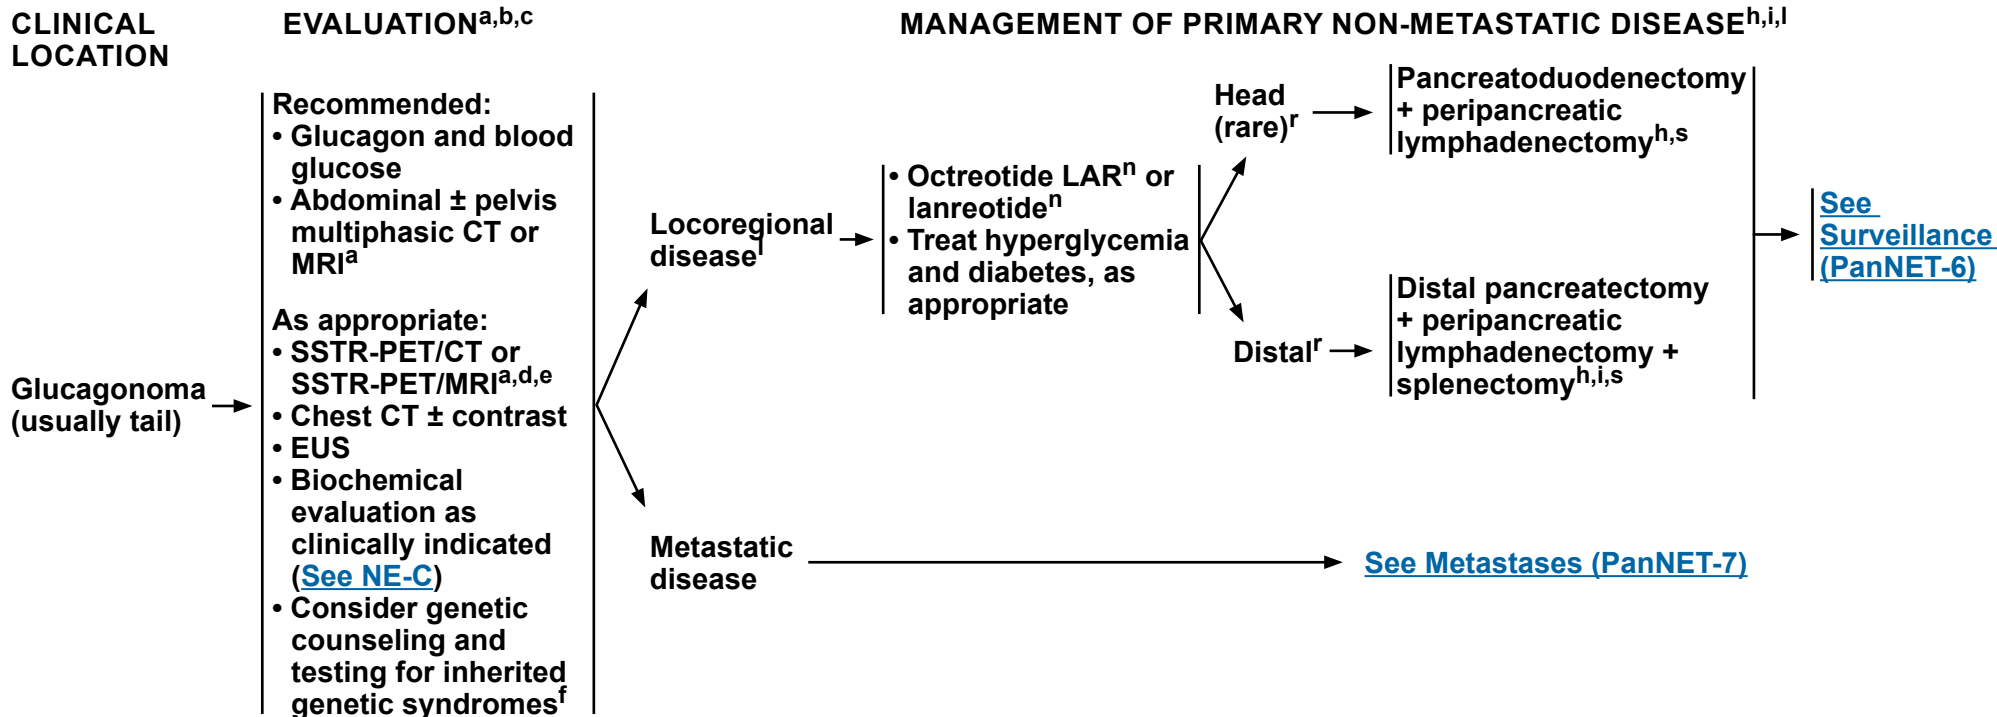 CLINICAL
LOCATION
EVALUATIONa,b,c
MANAGEMENT OF PRIMARY NON-METASTATIC DISEASEh,i,l
Glucagonoma
(usually tail)
Recommended:
• Glucagon and blood
glucose
• Abdominal ± pelvis
multiphasic CT or
MRIa
As appropriate:
• SSTR-PET/CT or
SSTR-PET/MRIa,d,e
• Chest CT ± contrast
• EUS
• Biochemical
evaluation as
clinically indicated
(See NE-C)
• Consider genetic
counseling and
testing for inherited
genetic syndromesf
Locoregional
diseasel
• Octreotide LARn or
lanreotiden
• Treat hyperglycemia
and diabetes, as
appropriate
Head
(rare)r
Pancreatoduodenectomy
+ peripancreatic
lymphadenectomyh,s
Distalr
Distal pancreatectomy
+ peripancreatic
lymphadenectomy +
splenectomyh,i,s
See
Surveillance
(PanNET-6)
Metastatic
disease
See Metastases (PanNET-7)